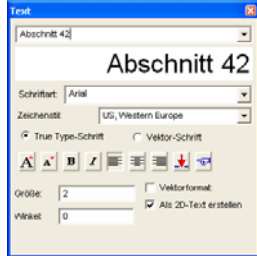 Text
Abschnitt 42
Abschnitt 42
Schriftart: Arial
Zeichenstil: US, Western Europe
True Type-Schrift Vektor-Schrift
A A B I
Größe: 2 Vektorformat
Als 2D-Text erstellen
Winkel: 0